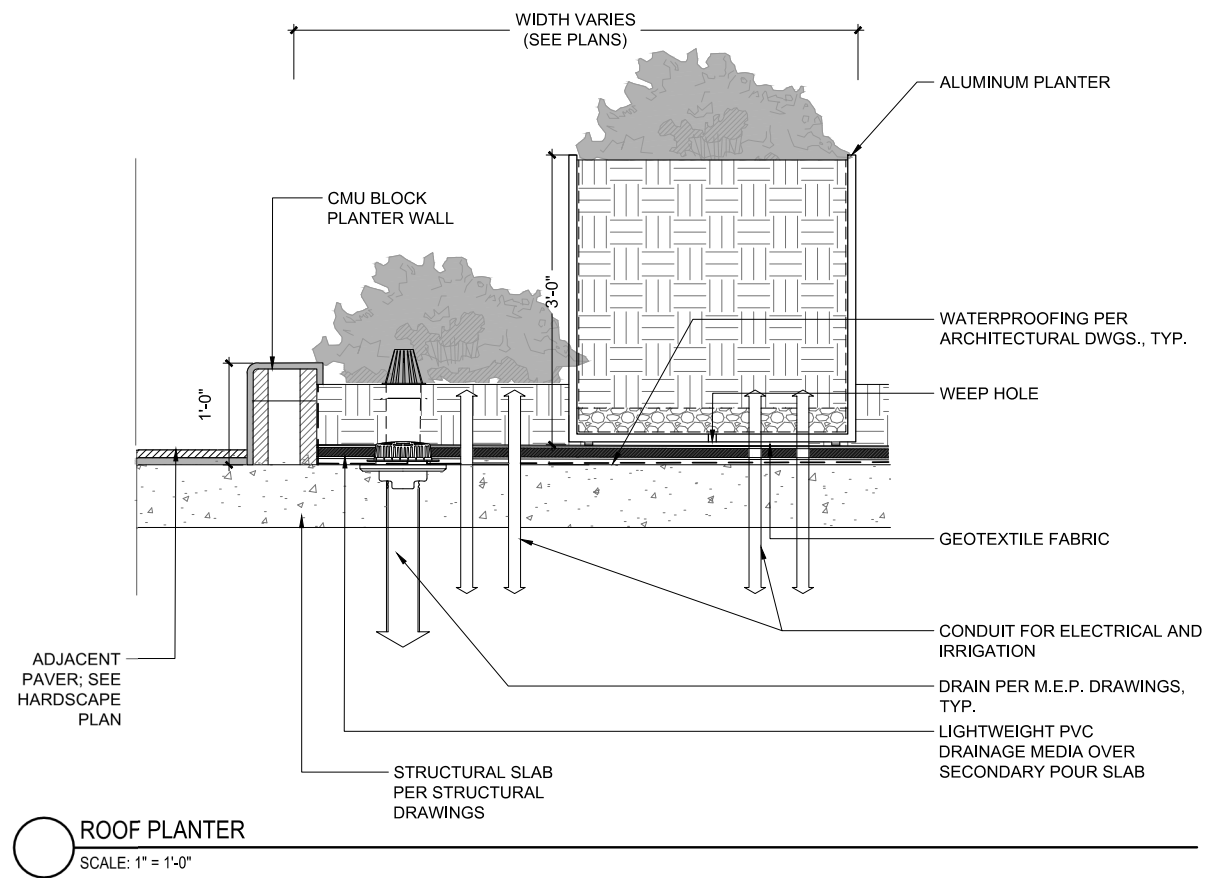 WIDTH VARIES
(SEE PLANS)
ALUMINUM PLANTER
CMU BLOCK
PLANTER WALL
3'-0"
WATERPROOFING PER
ARCHITECTURAL DWGS., TYP.
WEEP HOLE
1'-0"
GEOTEXTILE FABRIC
CONDUIT FOR ELECTRICAL AND
IRRIGATION
ADJACENT
PAVER; SEE
HARDSCAPE
PLAN
DRAIN PER M.E.P. DRAWINGS,
TYP.
LIGHTWEIGHT PVC
DRAINAGE MEDIA OVER
SECONDARY POUR SLAB
STRUCTURAL SLAB
PER STRUCTURAL
DRAWINGS
ROOF PLANTER
SCALE: 1" = 1'-0"